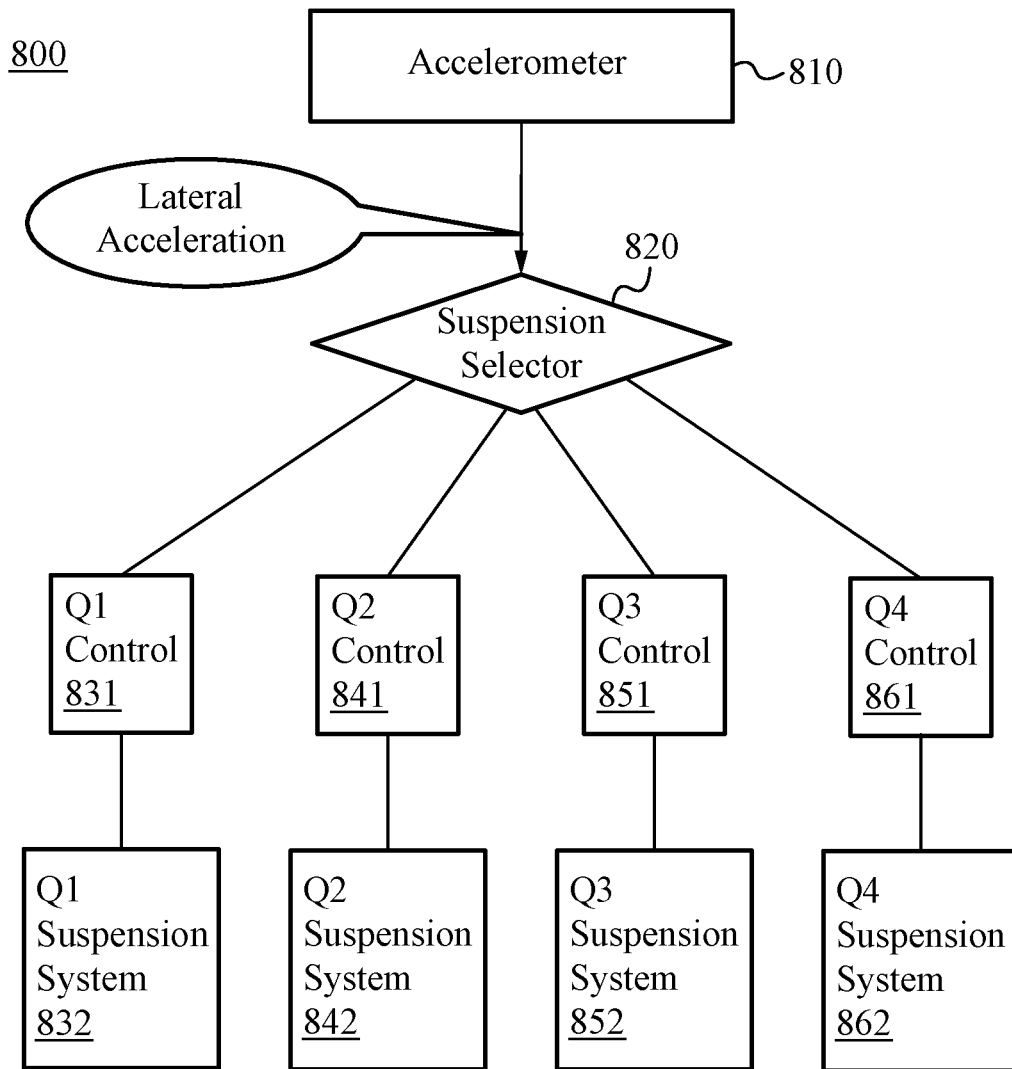 800
Accelerometer
810
Lateral
Acceleration
820
Suspension
Selector
Q1
Control
831
Q2
Control
841
Q3
Control
851
Q4
Control
861
Q1
Suspension
System
832
Q2
Suspension
System
842
Q3
Suspension
System
852
Q4
Suspension
System
862